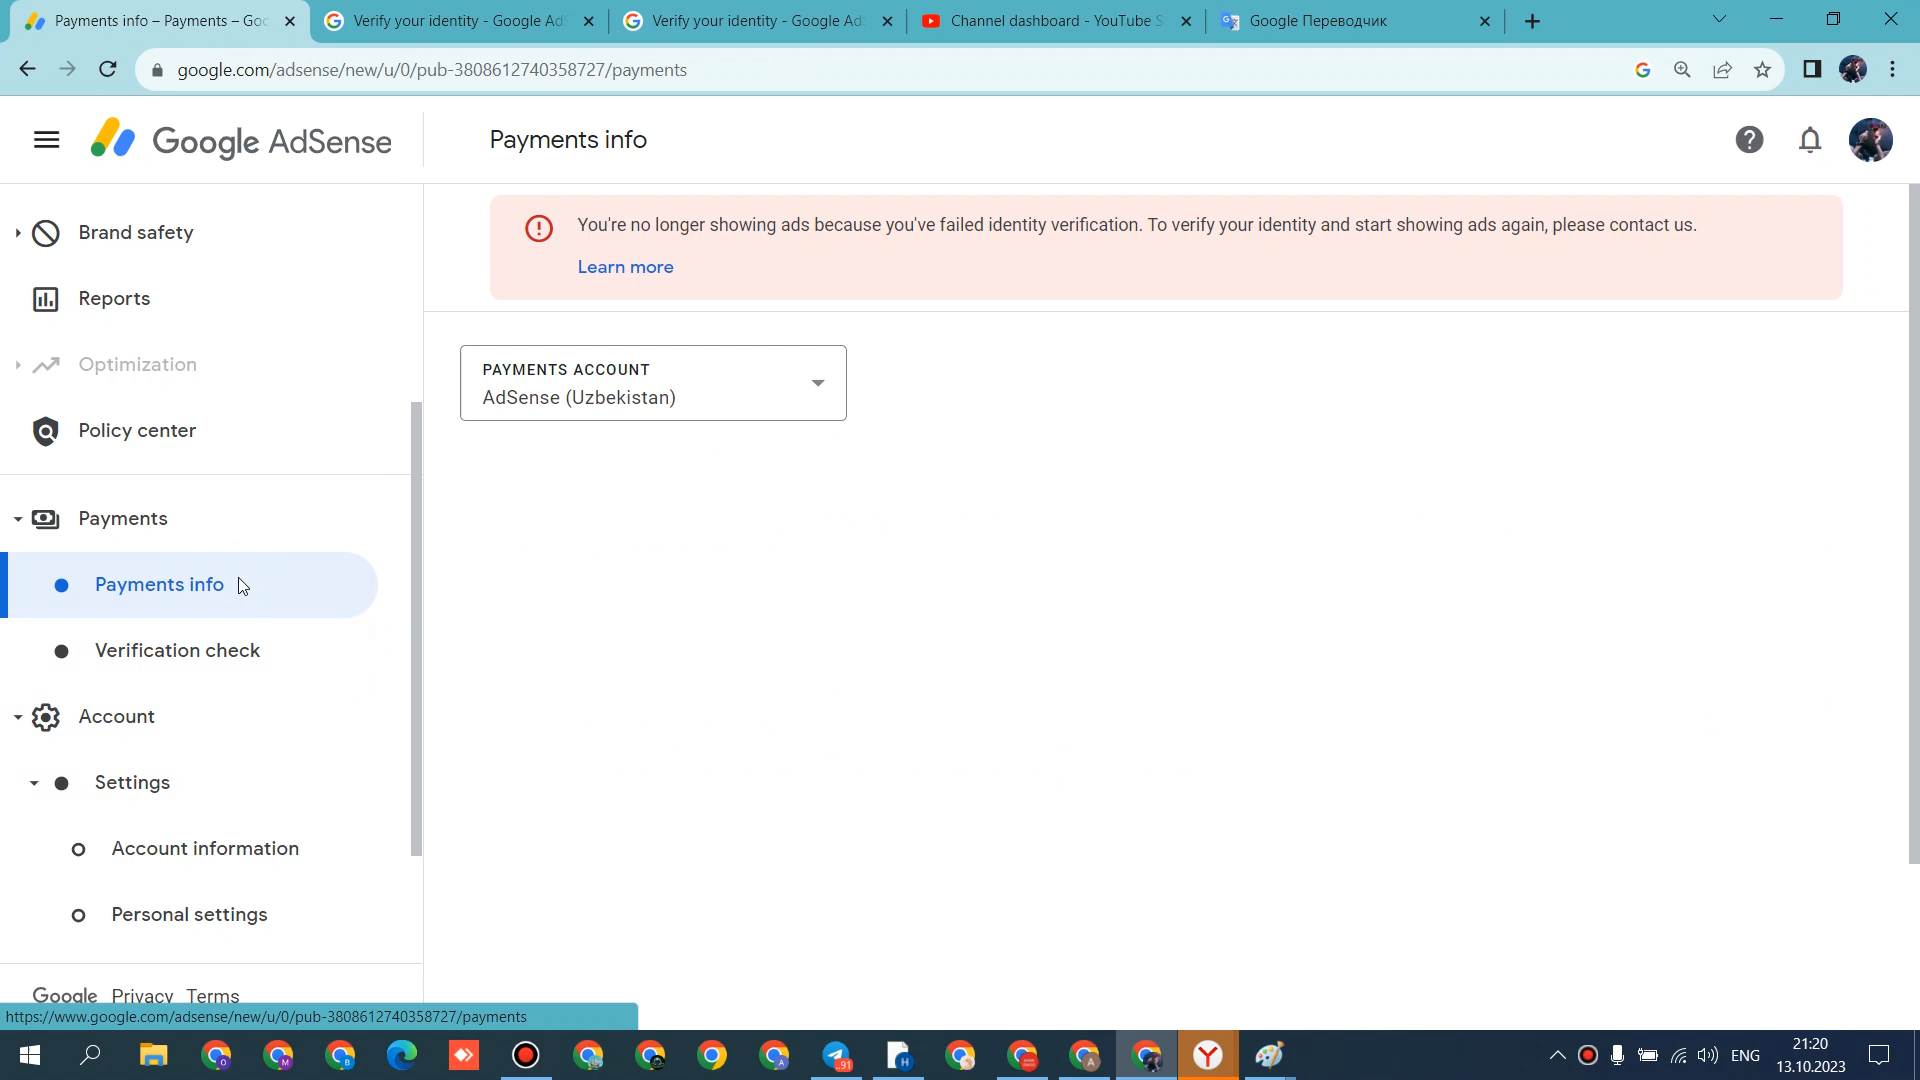 Payments info – Payments – Goo
Verify your identity - Google Ad
Verify your identity - Google Ad
Channel dashboard - YouTube S
Google Переводчик
google.com/adsense/new/u/0/pub-3808612740358727/payments
Google AdSense
Payments info
You're no longer showing ads because you've failed identity verification. To verify your identity and start showing ads again, please contact us.
Learn more
Brand safety
Reports
Optimization
Policy center
Payments
Payments info
Verification check
Account
Settings
Account information
Personal settings
Google Privacy Terms
PAYMENTS ACCOUNT
AdSense (Uzbekistan)
https://www.google.com/adsense/new/u/0/pub-3808612740358727/payments
ENG
21:20
13.10.2023